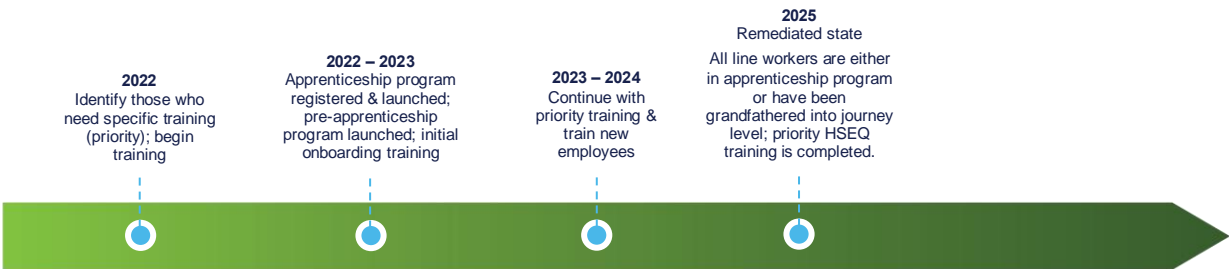 2022
Identify those who
need specific training
(priority); begin
training
2022 – 2023
Apprenticeship program
registered & launched;
pre-apprenticeship
program launched; initial
onboarding training
2023 – 2024
Continue with
priority training &
train new
employees
2025
Remediated state
All line workers are either
in apprenticeship program
or have been
grandfathered into journey
level; priority HSEQ
training is completed.